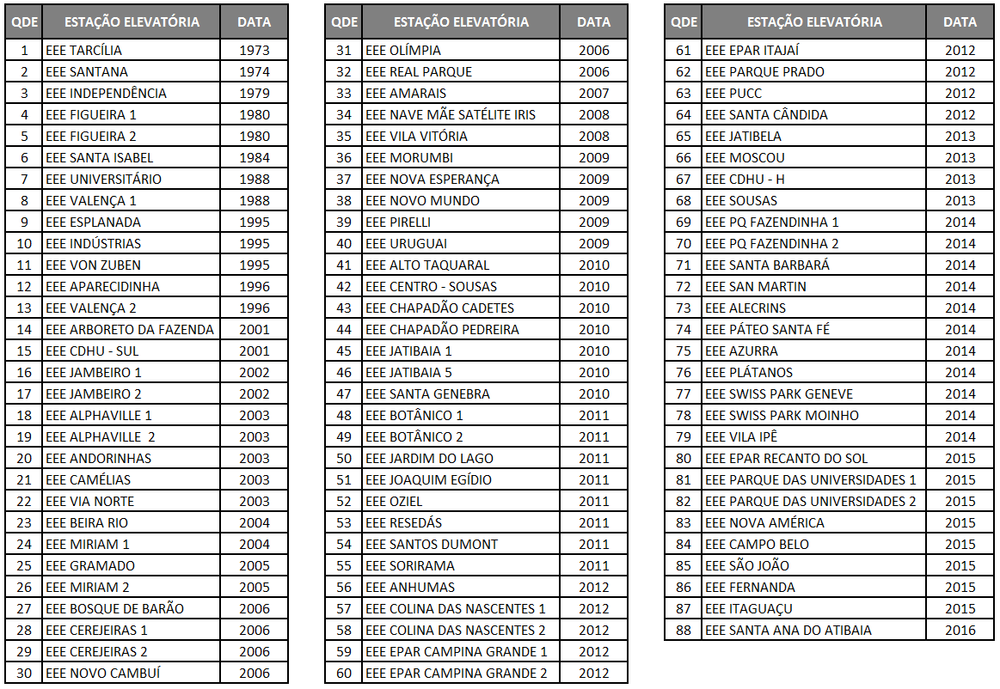 QDE ESTAÇÃO ELEVATÓRIA DATA
1 EEE TARCÍLIA 1973
2 EEE SANTANA 1974
3 EEE INDEPENDÊNCIA 1979
4 EEE FIGUEIRA 1 1980
5 EEE FIGUEIRA 2 1980
6 EEE SANTA ISABEL 1984
7 EEE UNIVERSITÁRIO 1988
8 EEE VALENÇA 1 1988
9 EEE ESPLANADA 1995
10 EEE INDÚSTRIAS 1995
11 EEE VON ZUBEN 1995
12 EEE APARECIDINHA 1996
13 EEE VALENÇA 2 1996
14 EEE ARBORETO DA FAZENDA 2001
15 EEE CDHU - SUL 2001
16 EEE JAMBEIRO 1 2002
17 EEE JAMBEIRO 2 2002
18 EEE ALPHAVILLE 1 2003
19 EEE ALPHAVILLE  2 2003
20 EEE ANDORINHAS 2003
21 EEE CAMÉLIAS 2003
22 EEE VIA NORTE 2003
23 EEE BEIRA RIO 2004
24 EEE MIRIAM 1 2004
25 EEE GRAMADO 2005
26 EEE MIRIAM 2 2005
27 EEE BOSQUE DE BARÃO 2006
28 EEE CEREJEIRAS 1 2006
29 EEE CEREJEIRAS 2 2006
30 EEE NOVO CAMBUÍ 2006
QDE ESTAÇÃO ELEVATÓRIA DATA
31 EEE OLÍMPIA 2006
32 EEE REAL PARQUE 2006
33 EEE AMARAIS 2007
34 EEE NAVE MÃE SATÉLITE IRIS 2008
35 EEE VILA VITÓRIA 2008
36 EEE MORUMBI 2009
37 EEE NOVA ESPERANÇA 2009
38 EEE NOVO MUNDO 2009
39 EEE PIRELLI 2009
40 EEE URUGUAI 2009
41 EEE ALTO TAQUARAL 2010
42 EEE CENTRO - SOUSAS 2010
43 EEE CHAPADÃO CADETES 2010
44 EEE CHAPADÃO PEDREIRA 2010
45 EEE JATIBAIA 1 2010
46 EEE JATIBAIA 5 2010
47 EEE SANTA GENEBRA 2010
48 EEE BOTÂNICO 1 2011
49 EEE BOTÂNICO 2 2011
50 EEE JARDIM DO LAGO 2011
51 EEE JOAQUIM EGÍDIO 2011
52 EEE OZIEL 2011
53 EEE RESEDÁS 2011
54 EEE SANTOS DUMONT 2011
55 EEE SORIRAMA 2011
56 EEE ANHUMAS 2012
57 EEE COLINA DAS NASCENTES 1 2012
58 EEE COLINA DAS NASCENTES 2 2012
59 EEE EPAR CAMPINA GRANDE 1 2012
60 EEE EPAR CAMPINA GRANDE 2 2012
QDE ESTAÇÃO ELEVATÓRIA DATA
61 EEE EPAR ITAJAÍ 2012
62 EEE PARQUE PRADO 2012
63 EEE PUCC 2012
64 EEE SANTA CÂNDIDA 2012
65 EEE JATIBELA 2013
66 EEE MOSCOU 2013
67 EEE CDHU - H 2013
68 EEE SOUSAS 2013
69 EEE PQ FAZENDINHA 1 2014
70 EEE PQ FAZENDINHA 2 2014
71 EEE SANTA BARBARÁ 2014
72 EEE SAN MARTIN 2014
73 EEE ALECRINS 2014
74 EEE PÁTEO SANTA FÉ 2014
75 EEE AZURRA 2014
76 EEE PLÁTANOS 2014
77 EEE SWISS PARK GENEVE 2014
78 EEE SWISS PARK MOINHO 2014
79 EEE VILA IPÊ 2014
80 EEE EPAR RECANTO DO SOL 2015
81 EEE PARQUE DAS UNIVERSIDADES 1 2015
82 EEE PARQUE DAS UNIVERSIDADES 2 2015
83 EEE NOVA AMÉRICA 2015
84 EEE CAMPO BELO 2015
85 EEE SÃO JOÃO 2015
86 EEE FERNANDA 2015
87 EEE ITAGUAÇU 2015
88 EEE SANTA ANA DO ATIBAIA 2016